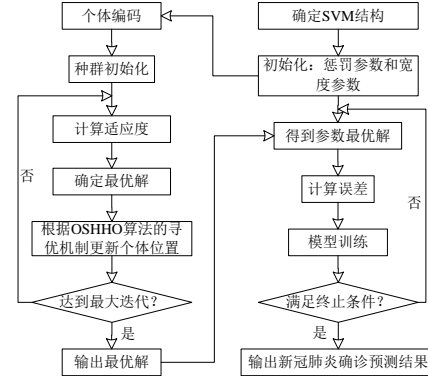 个体编码
种群初始化
计算适应度
确定最优解
根据OSHHO算法的寻
优机制更新个体位置
达到最大迭代？
否
是
输出最优解
确定SVM结构
初始化：惩罚参数和宽
度参数
得到参数最优解
计算误差
模型训练
满足终止条件？
否
是
输出新冠肺炎确诊预测结果